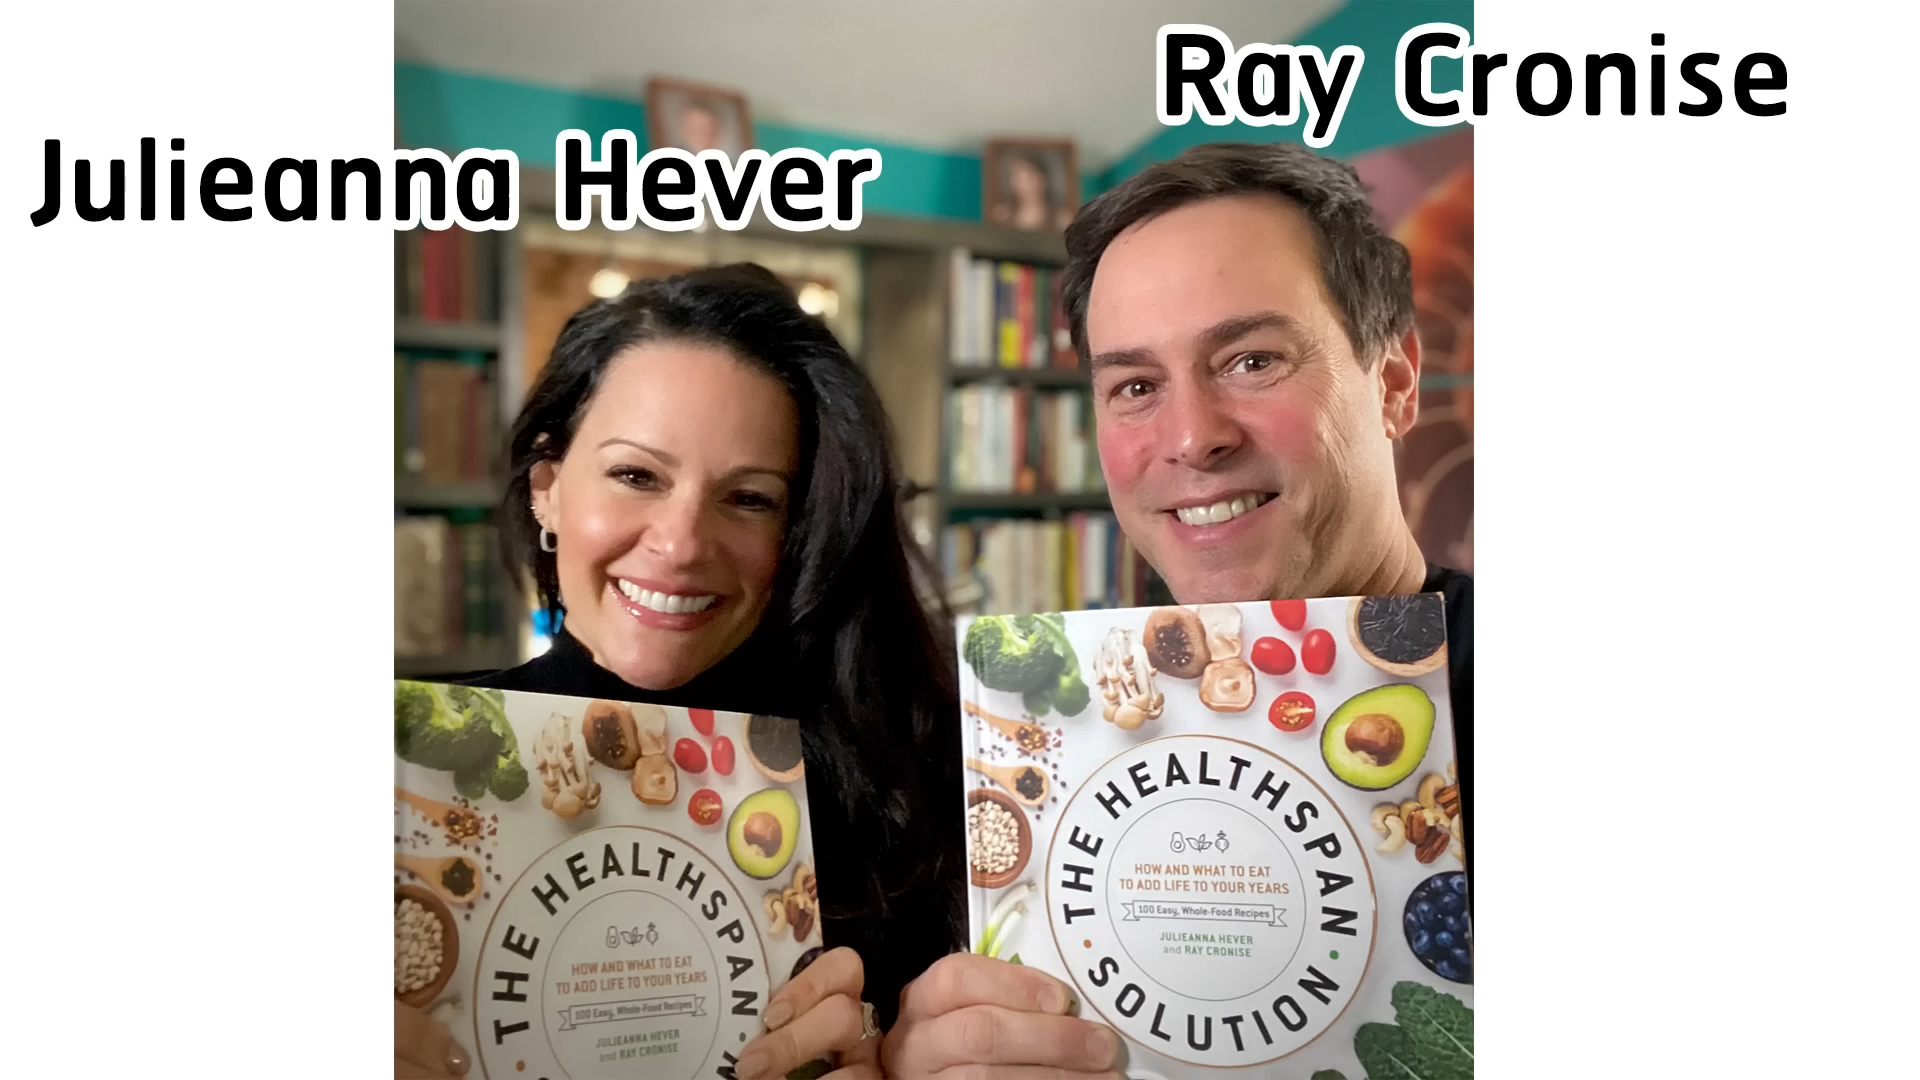 Ray Cronise
Julieanna Hever
THE HEALTHSPAN
HOW AND WHAT TO EAT
TO ADD LIFE TO YOUR YEARS
100 Easy, Whole-Food Recipes
JULIEANNA HEVER
and RAY CRONISE
THE HEALTHSPAN
SOLUTION
HOW AND WHAT TO EAT
TO ADD LIFE TO YOUR YEARS
100 Easy, Whole-Food Recipes
JULIEANNA HEVER
and RAY CRONISE